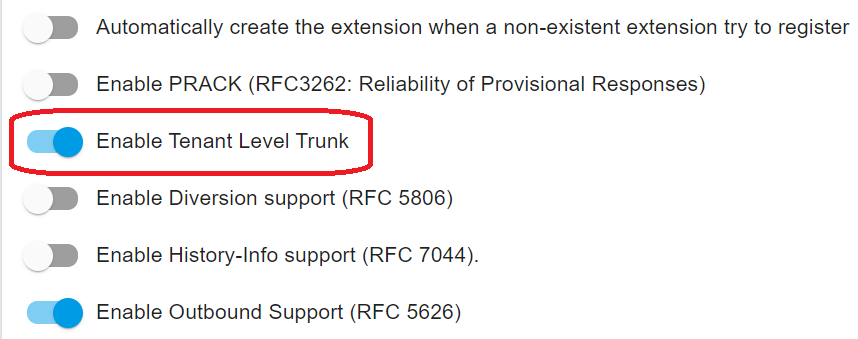 Automatically create the extension when a non-existent extension try to register
Enable PRACK (RFC3262: Reliability of Provisional Responses)
Enable Tenant Level Trunk
Enable Diversion support (RFC 5806)
Enable History-Info support (RFC 7044).
Enable Outbound Support (RFC 5626)